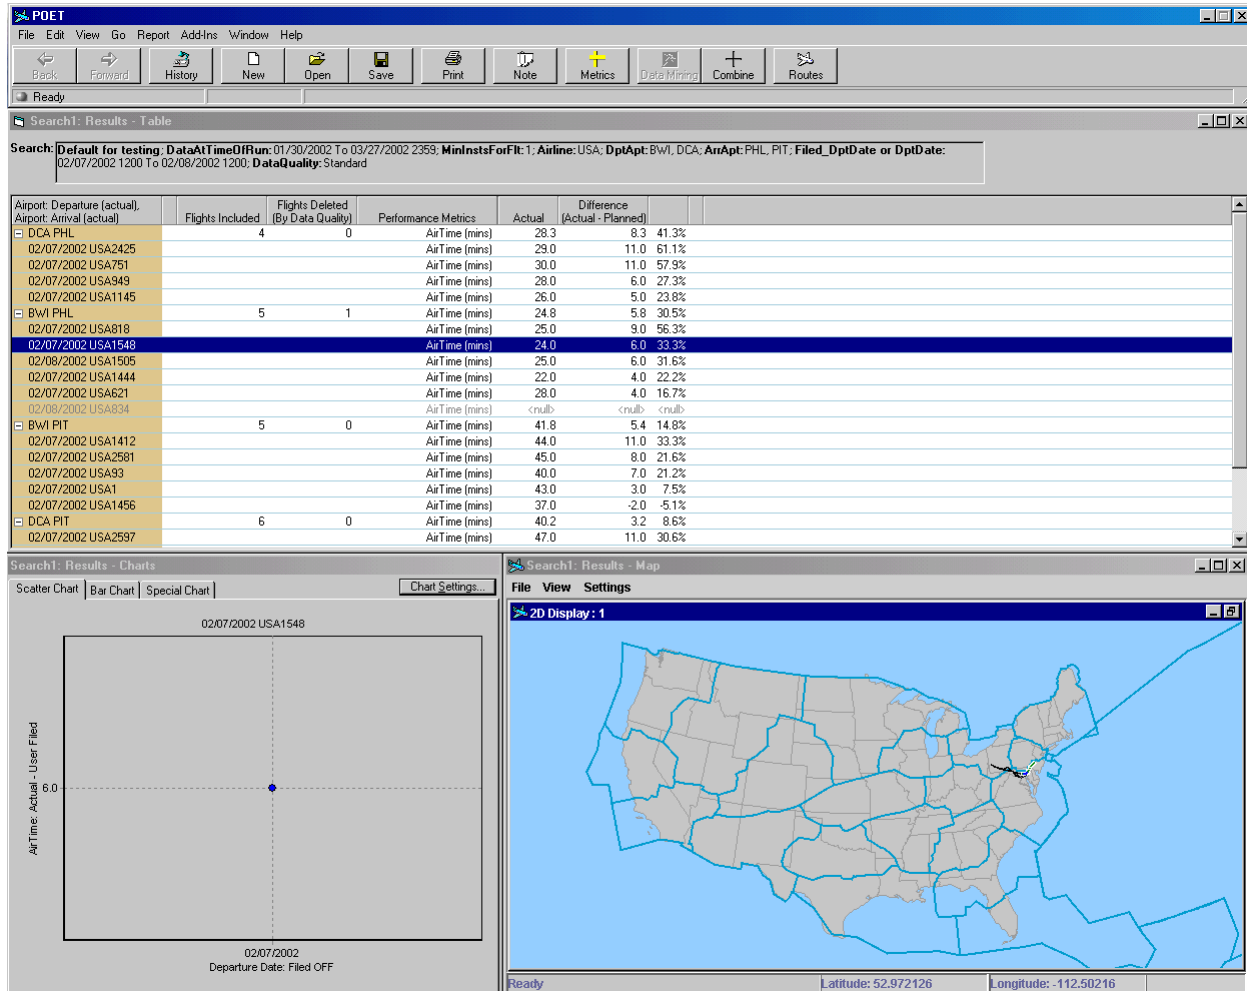 POET
File Edit View Go Report Add-Ins Window Help
Back Forward History New Open Save Print Note Metrics Data Mining Combine Routes
Ready
Search1: Results - Table
Search: Default for testing; DataAtTimeOfRun: 01/30/2002 To 03/27/2002 2359; MinInstsForFlt: 1; Airline: USA; DptApt: BWI, DCA; ArrApt: PHL, PIT; Filed_DptDate or DptDate:
02/07/2002 1200 To 02/08/2002 1200; DataQuality: Standard
Airport: Departure (actual), Flights Deleted Difference
Airport: Arrival (actual) Flights Included (By Data Quality) Performance Metrics Actual (Actual - Planned)
DCA PHL 4 0 AirTime (mins) 28.3 8.3 41.3%
02/07/2002 USA2425 AirTime (mins) 29.0 11.0 61.1%
02/07/2002 USA751 AirTime (mins) 30.0 11.0 57.9%
02/07/2002 USA949 AirTime (mins) 28.0 6.0 27.3%
02/07/2002 USA1145 AirTime (mins) 26.0 5.0 23.8%
BWI PHL 5 1 AirTime (mins) 24.8 5.8 30.5%
02/07/2002 USA818 AirTime (mins) 25.0 9.0 56.3%
02/07/2002 USA1548 AirTime (mins) 24.0 6.0 33.3%
02/08/2002 USA1505 AirTime (mins) 25.0 6.0 31.6%
02/07/2002 USA1444 AirTime (mins) 22.0 4.0 22.2%
02/07/2002 USA621 AirTime (mins) 28.0 4.0 16.7%
02/08/2002 USA834 AirTime (mins) <null> <null> <null>
BWI PIT 5 0 AirTime (mins) 41.8 5.4 14.8%
02/07/2002 USA1412 AirTime (mins) 44.0 11.0 33.3%
02/07/2002 USA2581 AirTime (mins) 45.0 8.0 21.6%
02/07/2002 USA93 AirTime (mins) 40.0 7.0 21.2%
02/07/2002 USA1 AirTime (mins) 43.0 3.0 7.5%
02/07/2002 USA1456 AirTime (mins) 37.0 -2.0 -5.1%
DCA PIT 6 0 AirTime (mins) 40.2 3.2 8.6%
02/07/2002 USA2597 AirTime (mins) 47.0 11.0 30.6%
Search1: Results - Charts
Scatter Chart Bar Chart Special Chart Chart Settings...
02/07/2002 USA1548
AirTime: Actual - User Filed
6.0
02/07/2002
Departure Date: Filed OFF
Search1: Results - Map
File View Settings
2D Display : 1
Ready Latitude: 52.972126 Longitude: -112.50216